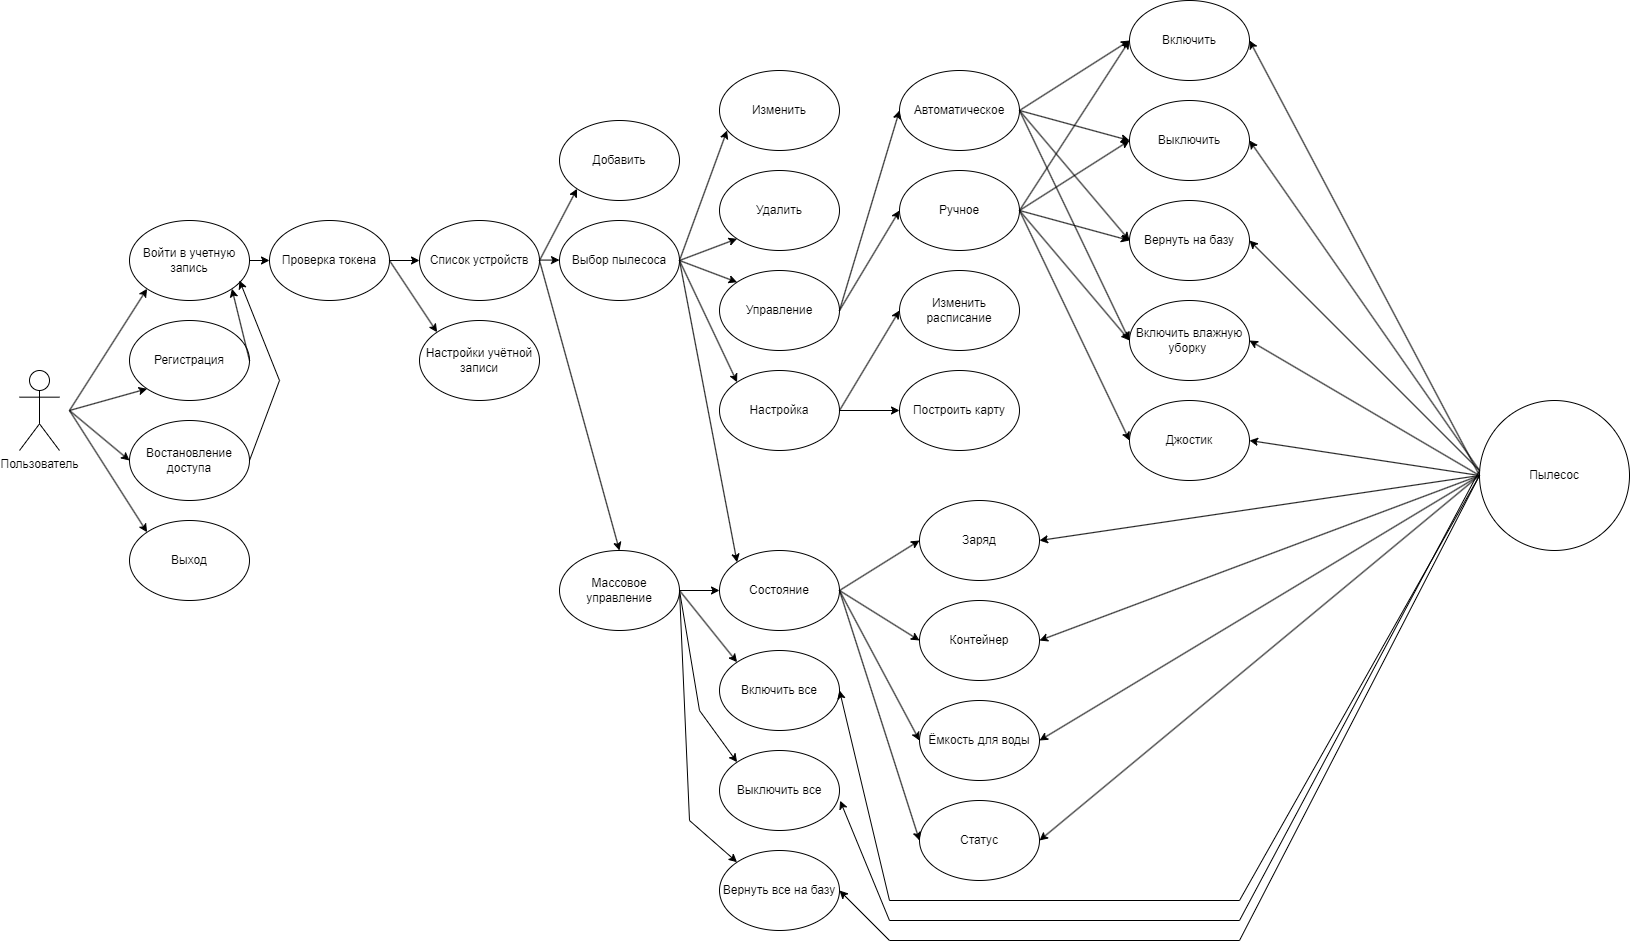 Включить
Изменить
Автоматическое
Выключить
Добавить
Удалить
Ручное
Вернуть на базу
Войти в учетную
запись
Проверка токена
Список устройств
Выбор пылесоса
Управление
Изменить
расписание
Включить влажную
уборку
Регистрация
Настройки учётной
записи
Настройка
Построить карту
Джостик
Востановление
доступа
Пользователь
Пылесос
Выход
Заряд
Массовое
управление
Состояние
Контейнер
Включить все
Ёмкость для воды
Выключить все
Статус
Вернуть все на базу